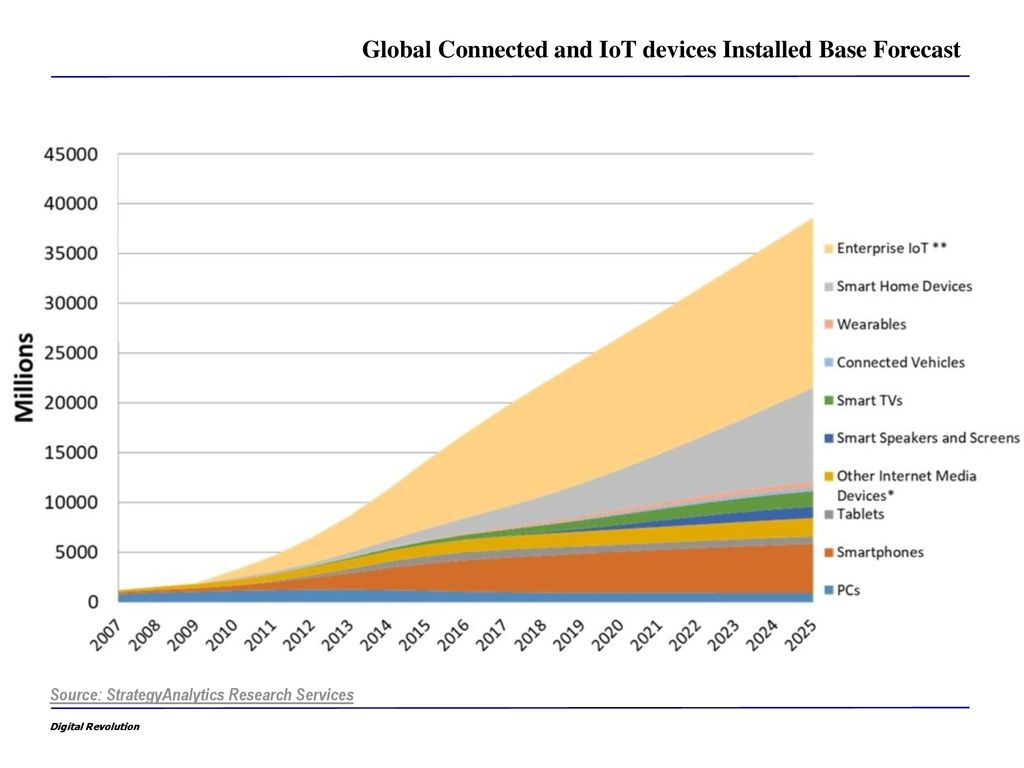 Global Connected and IoT devices Installed Base Forecast
Millions
45000
40000
35000
30000
25000
20000
15000
10000
5000
0
2007
2008
2009
2010
2011
2012
2013
2014
2015
2016
2017
2018
2019
2020
2021
2022
2023
2024
2025
Enterprise IoT **
Smart Home Devices
Wearables
Connected Vehicles
Smart TVs
Smart Speakers and Screens
Other Internet Media
Devices*
Tablets
Smartphones
PCs
Source: StrategyAnalytics Research Services
Digital Revolution